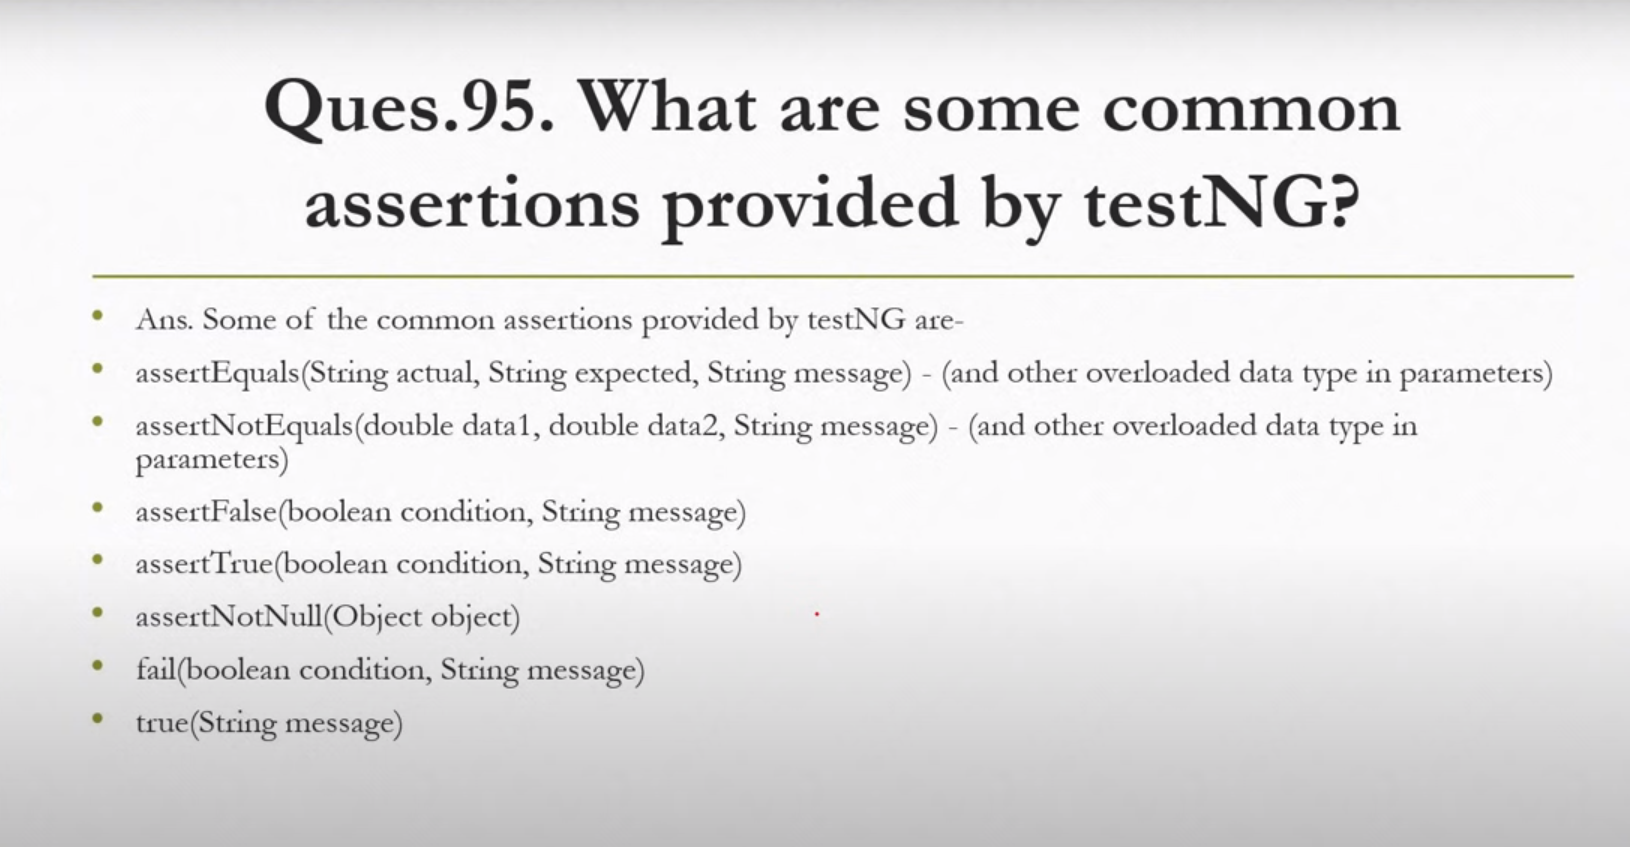 Ques.95. What are some common
assertions provided by testNG?
• Ans. Some of the common assertions provided by testNG are-
• assertEquals(String actual, String expected, String message) - (and other overloaded data type in parameters)
• assertNotEquals(double data1, double data2, String message) - (and other overloaded data type in
parameters)
• assertFalse(boolean condition, String message)
• assertTrue(boolean condition, String message)
• assertNotNull(Object object)
• fail(boolean condition, String message)
• true(String message)